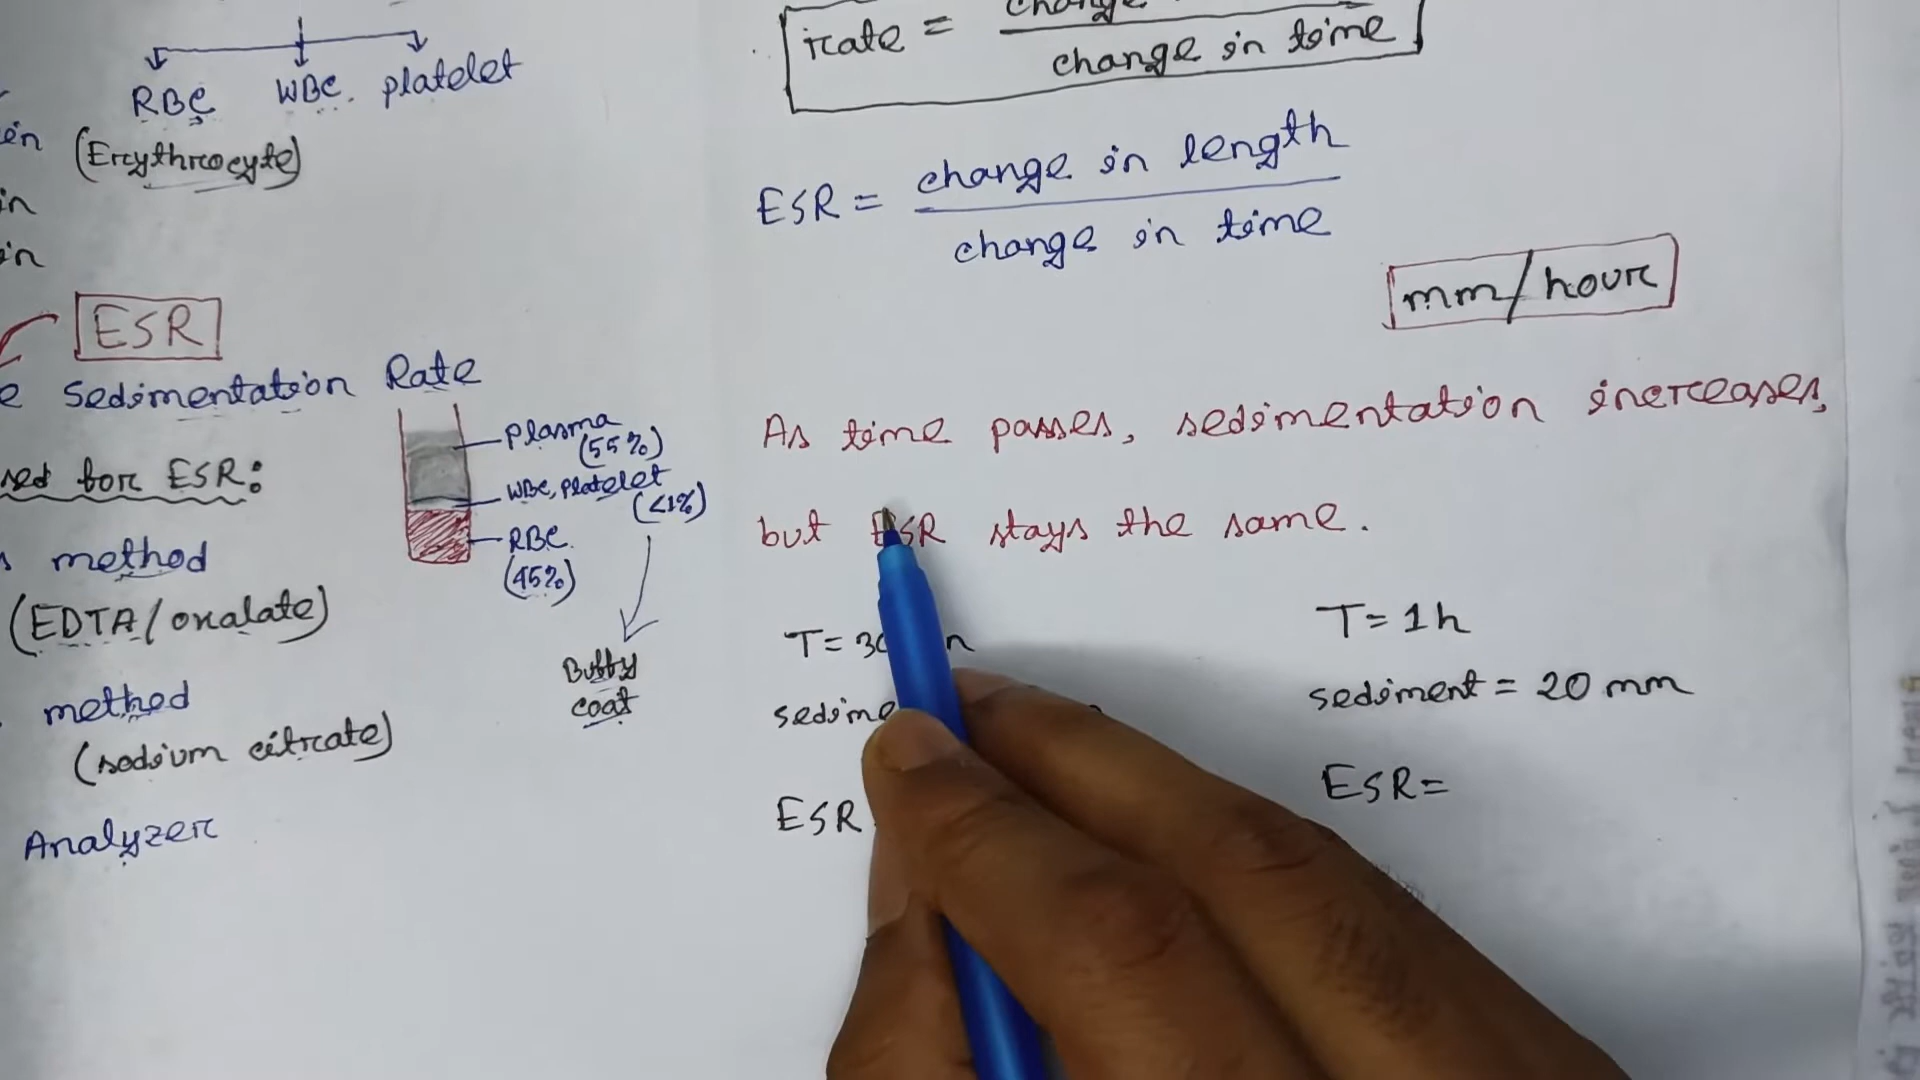 RBC WBC. platelet
(Erythrocyte)
ESR
Sedimentation Rate
for ESR:
method
(EDTA/oxalate)
method
(sodium citrate)
Analyzer
plasma
(55%)
WBC, platelet
(<1%)
RBC
(45%)
Buffy
coat
rate =
change in time
ESR = change in length
change in time
mm/hour
As time passes, sedimentation increases,
but ESR stays the same.
T=
ESR
T= 1h
sediment = 20 mm
ESR=